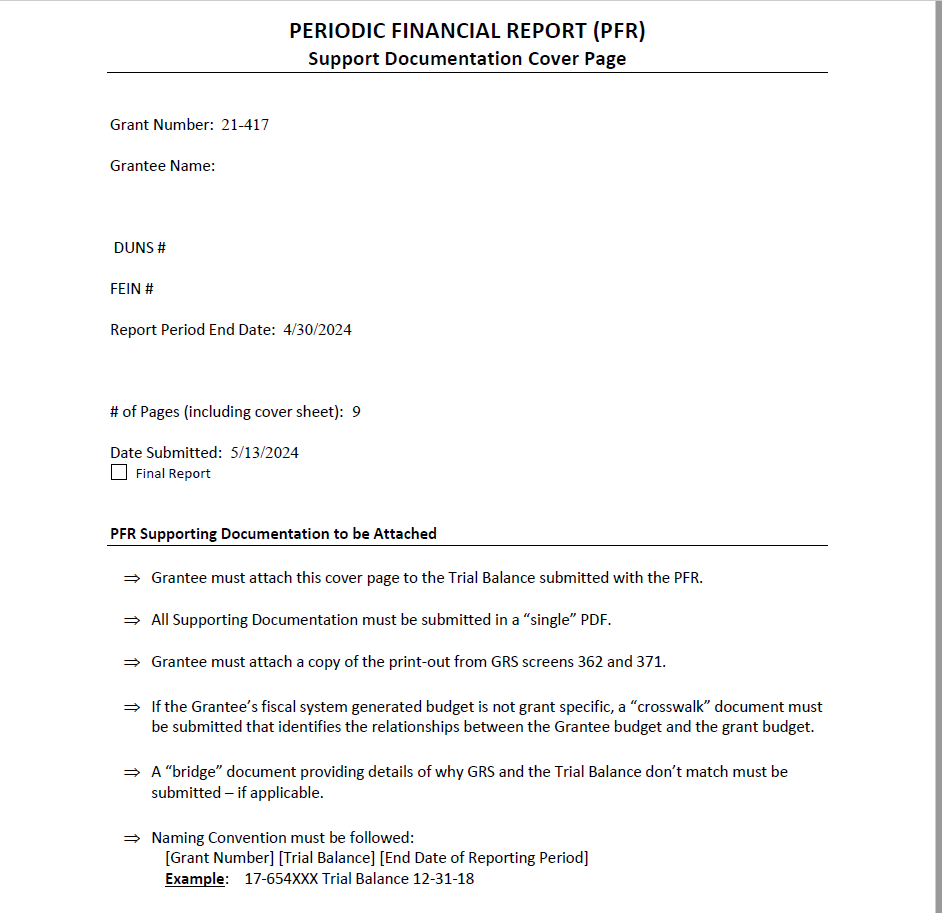 PERIODIC FINANCIAL REPORT (PFR)
Support Documentation Cover Page
Grant Number: 21-417
Grantee Name:
DUNS #
FEIN #
Report Period End Date: 4/30/2024
# of Pages (including cover sheet): 9
Date Submitted: 5/13/2024
Final Report
PFR Supporting Documentation to be Attached
⇒ Grantee must attach this cover page to the Trial Balance submitted with the PFR.
⇒ All Supporting Documentation must be submitted in a “single” PDF.
⇒ Grantee must attach a copy of the print-out from GRS screens 362 and 371.
⇒ If the Grantee’s fiscal system generated budget is not grant specific, a “crosswalk” document must
be submitted that identifies the relationships between the Grantee budget and the grant budget.
⇒ A “bridge” document providing details of why GRS and the Trial Balance don’t match must be
submitted – if applicable.
⇒ Naming Convention must be followed:
[Grant Number] [Trial Balance] [End Date of Reporting Period]
Example: 17-654XXX Trial Balance 12-31-18